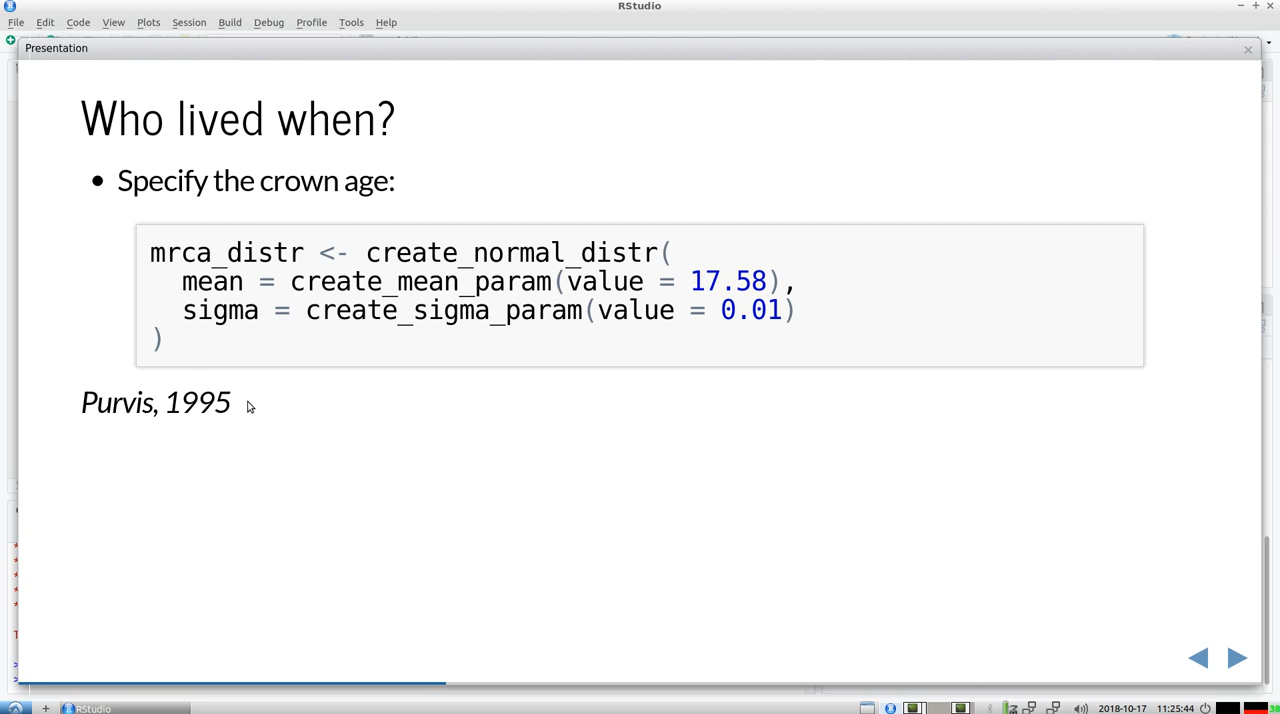 RStudio
File Edit Code View Plots Session Build Debug Profile Tools Help
Presentation
Who lived when?
• Specify the crown age:
mrca_distr <- create_normal_distr(
  mean = create_mean_param(value = 17.58),
  sigma = create_sigma_param(value = 0.01)
)
Purvis, 1995
RStudio
2018-10-17 11:25:44
38